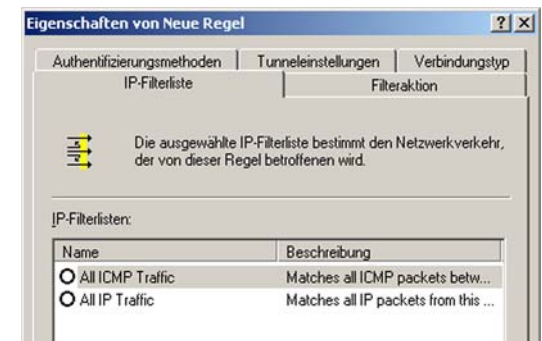 Eigenschaften von Neue Regel
Authentifizierungsmethoden Tunneleinstellungen Verbindungstyp
IP-Filterliste Filteraktion
Die ausgewählte IP-Filterliste bestimmt den Netzwerkverkehr,
der von dieser Regel betroffenen wird.
IP-Filterlisten:
Name Beschreibung
All ICMP Traffic Matches all ICMP packets betw...
All IP Traffic Matches all IP packets from this ...